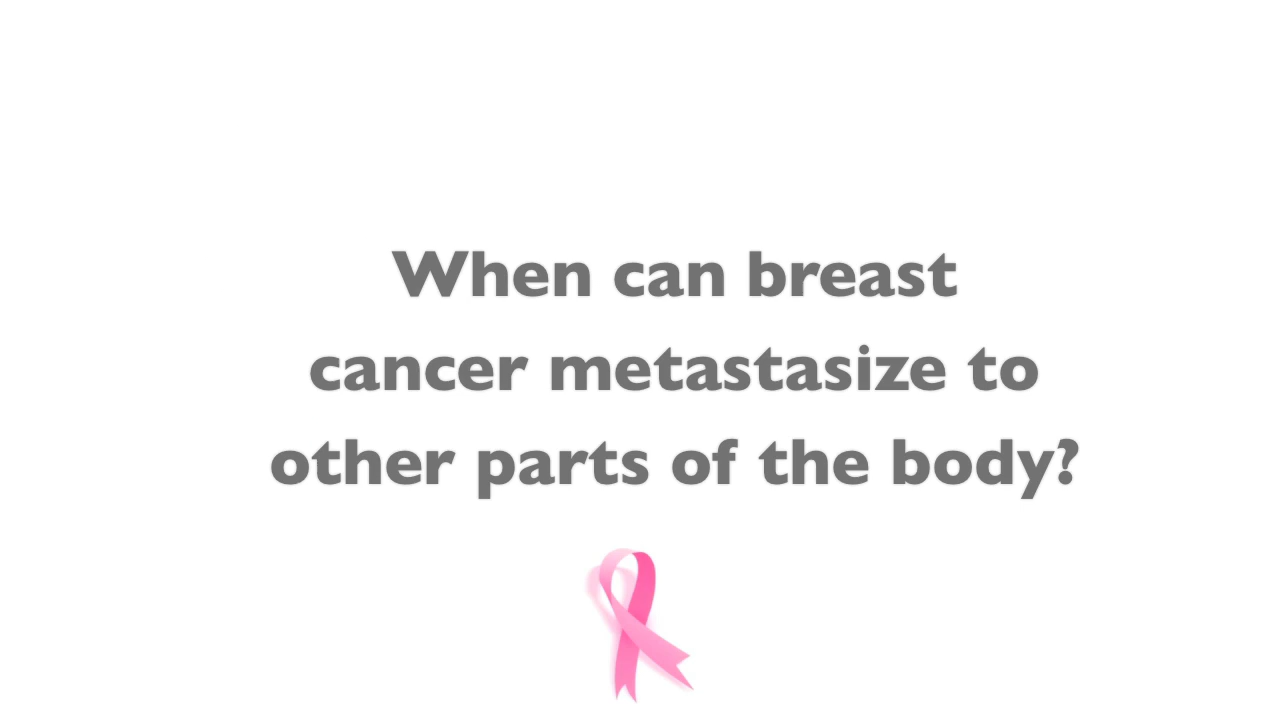 When can breast
cancer metastasize to
other parts of the body?